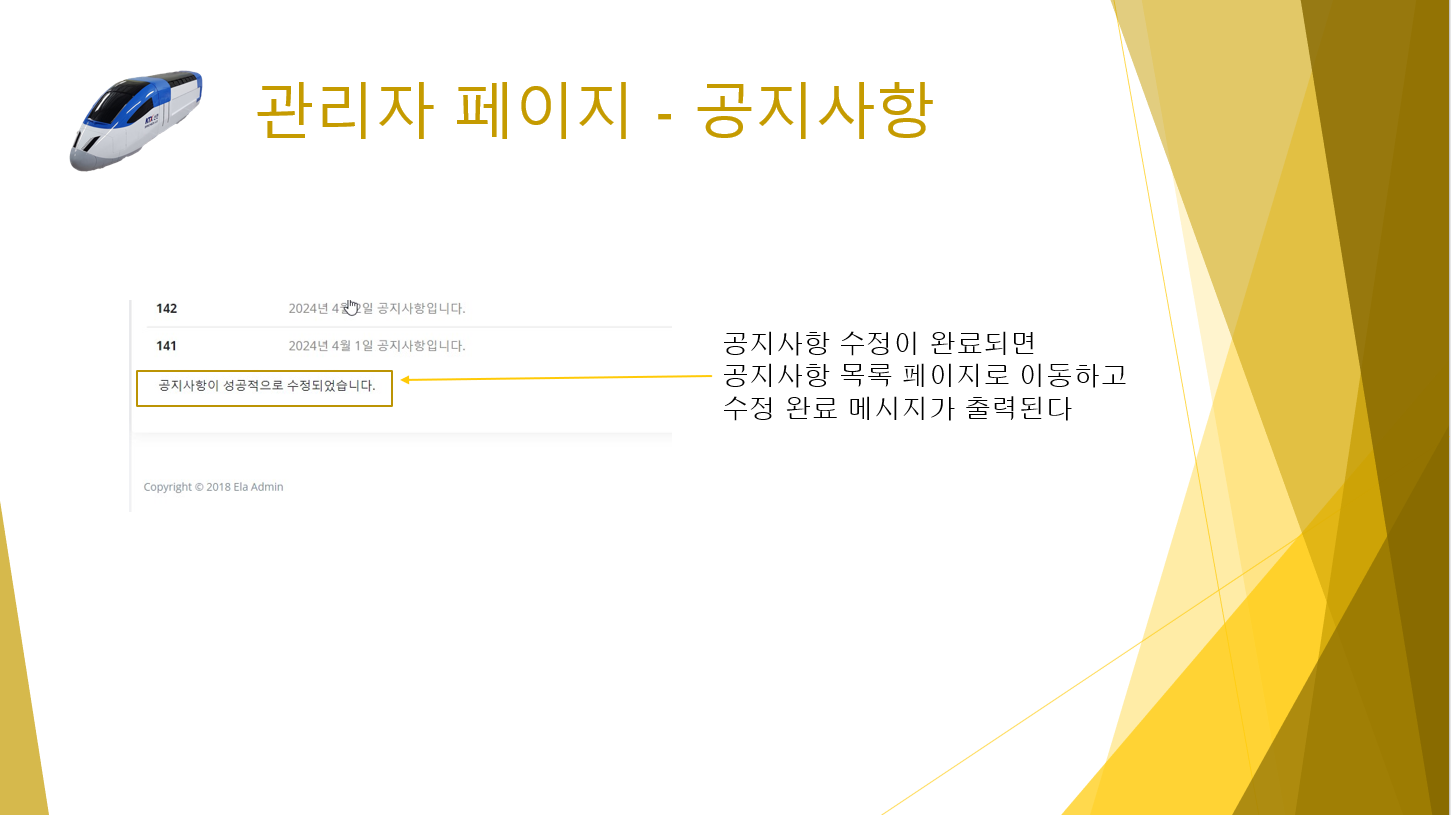 관리자 페이지 - 공지사항
142 2024년 4월 2일 공지사항입니다.
141 2024년 4월 1일 공지사항입니다.
공지사항이 성공적으로 수정되었습니다.
공지사항 수정이 완료되면
공지사항 목록 페이지로 이동하고
수정 완료 메시지가 출력된다
Copyright © 2018 Ela Admin